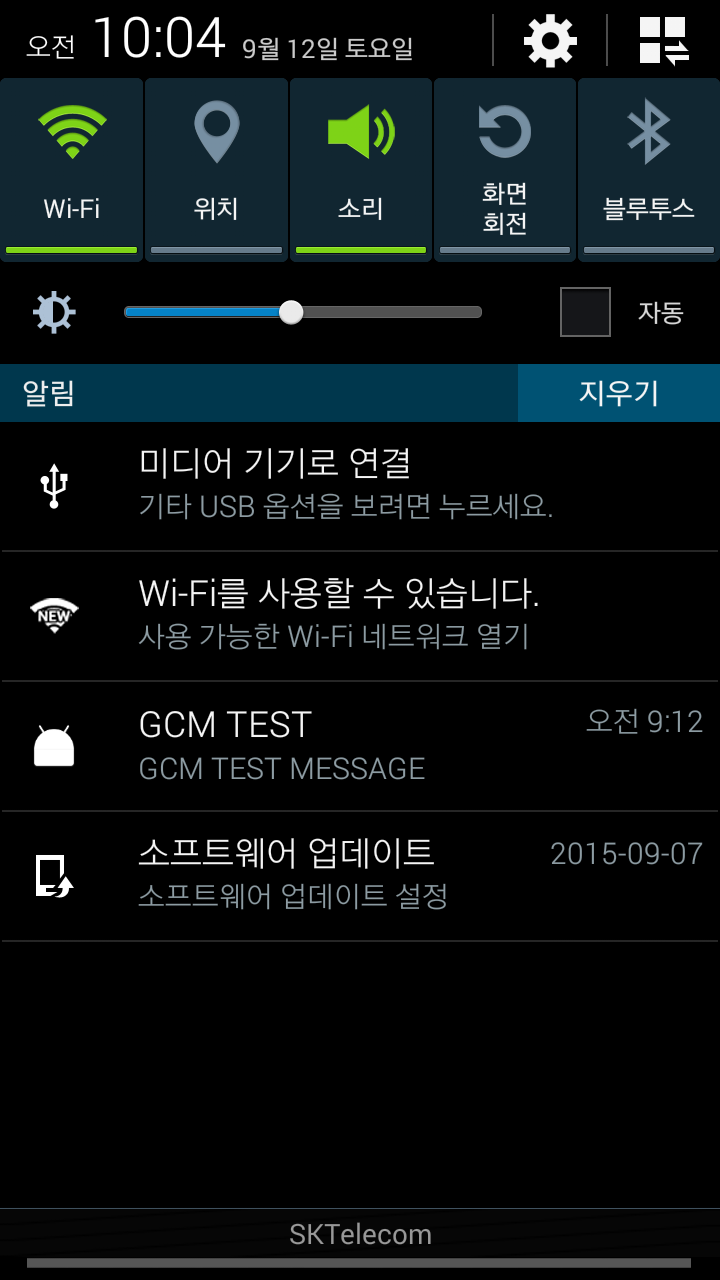 오전 10:04 9월 12일 토요일
Wi-Fi
위치
소리
화면
회전
블루투스
자동
알림
지우기
미디어 기기로 연결
기타 USB 옵션을 보려면 누르세요.
NEW
Wi-Fi를 사용할 수 있습니다.
사용 가능한 Wi-Fi 네트워크 열기
GCM TEST
오전 9:12
GCM TEST MESSAGE
소프트웨어 업데이트
2015-09-07
소프트웨어 업데이트 설정
SKTelecom